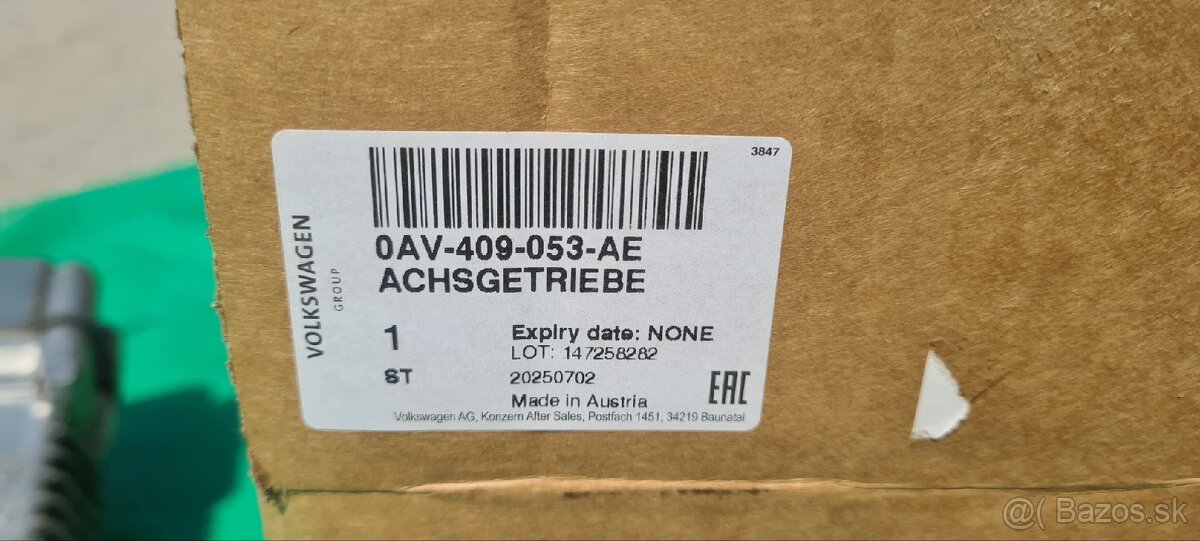 3847
0AV-409-053-AE
ACHSGETRIEBE
VOLKSWAGEN
GROUP
1
Expiry date: NONE
LOT: 147258282
ST
20250702
EAC
Made in Austria
Volkswagen AG, Konzern After Sales, Postfach 1451, 34219 Baunatal
@( Bazos.sk